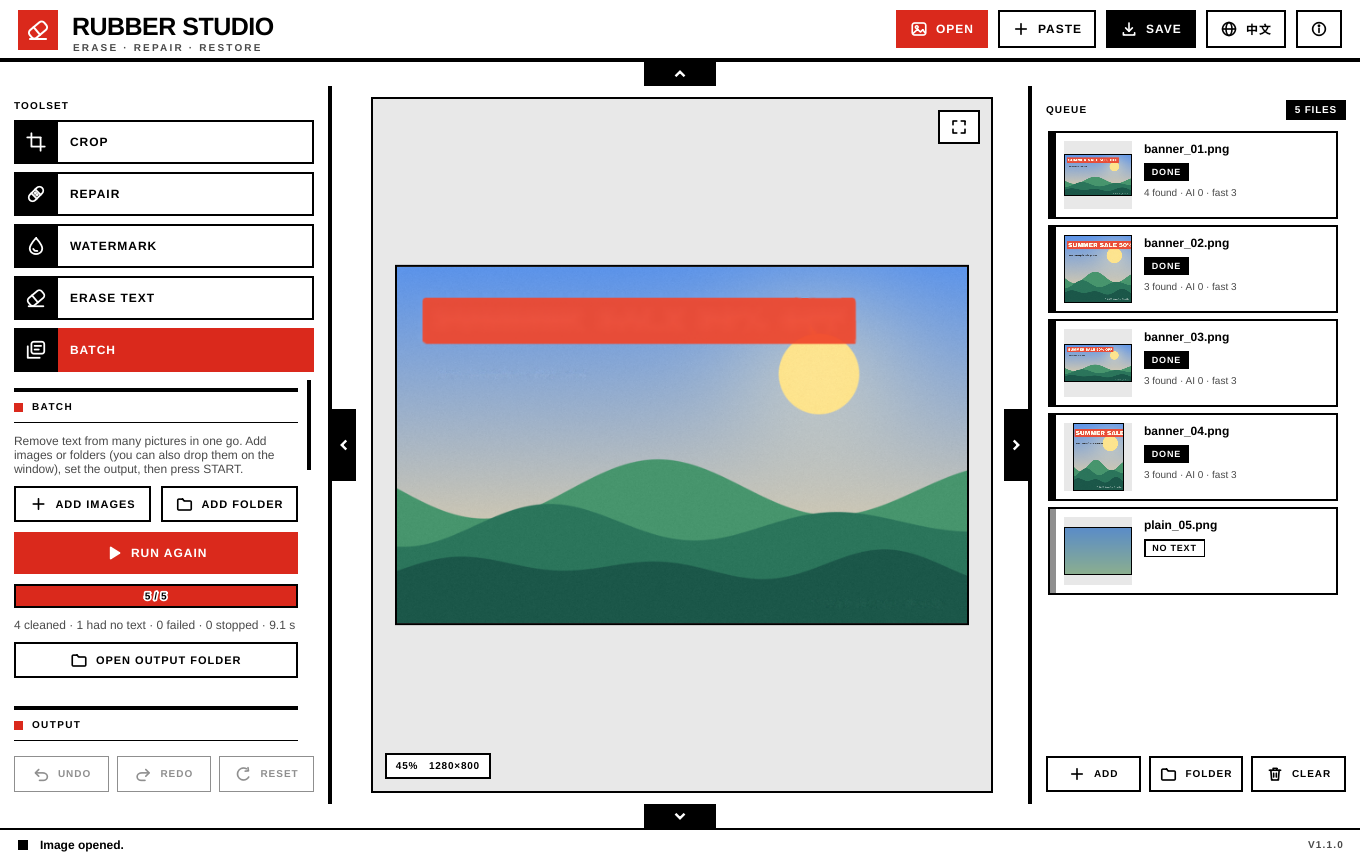 RUBBER STUDIO
ERASE · REPAIR · RESTORE
OPEN
PASTE
SAVE
中文
TOOLSET
CROP
REPAIR
WATERMARK
ERASE TEXT
BATCH
BATCH
Remove text from many pictures in one go. Add
images or folders (you can also drop them on the
window), set the output, then press START.
ADD IMAGES
ADD FOLDER
RUN AGAIN
5 / 5
4 cleaned · 1 had no text · 0 failed · 0 stopped · 9.1 s
OPEN OUTPUT FOLDER
OUTPUT
UNDO
REDO
RESET
45% 1280×800
QUEUE
5 FILES
banner_01.png
DONE
4 found · AI 0 · fast 3
SUMMER SALE 50%
banner_02.png
DONE
3 found · AI 0 · fast 3
banner_03.png
DONE
3 found · AI 0 · fast 3
SUMMER SALE
banner_04.png
DONE
3 found · AI 0 · fast 3
plain_05.png
NO TEXT
ADD
FOLDER
CLEAR
Image opened.
V1.1.0